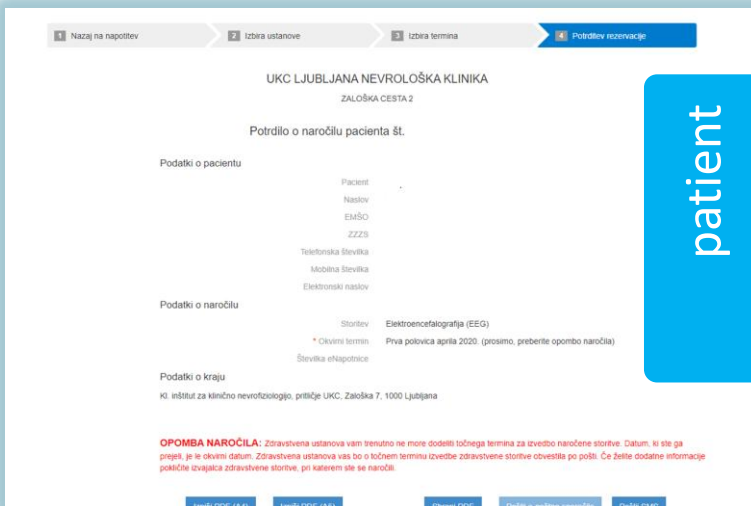 1 Nazaj na napotitev 2 Izbira ustanove 3 Izbira termina 4 Potrditev rezervacije
UKC LJUBLJANA NEVROLOŠKA KLINIKA
ZALOŠKA CESTA 2
patient
Potrdilo o naročilu pacienta št.
Podatki o pacientu
Pacient
Naslov
EMŠO
ZZZS
Telefonska številka
Mobilna številka
Elektronski naslov
Podatki o naročilu
Storitev Elektroencefalografija (EEG)
* Okvirni termin Prva polovica aprila 2020. (prosimo, preberite opombo naročila)
Številka eNapotnice
Podatki o kraju
Kl. inštitut za klinično nevrofiziologijo, pritličje UKC, Zaloška 7, 1000 Ljubljana
OPOMBA NAROČILA: Zdravstvena ustanova vam trenutno ne more dodeliti točnega termina za izvedbo naročene storitve. Datum, ki ste ga
prejeli, je le okvirni datum. Zdravstvena ustanova vas bo o točnem terminu izvedbe zdravstvene storitve obvestila po pošti. Če želite dodatne informacije
pokličite izvajalca zdravstvene storitve, pri katerem ste se naročili.